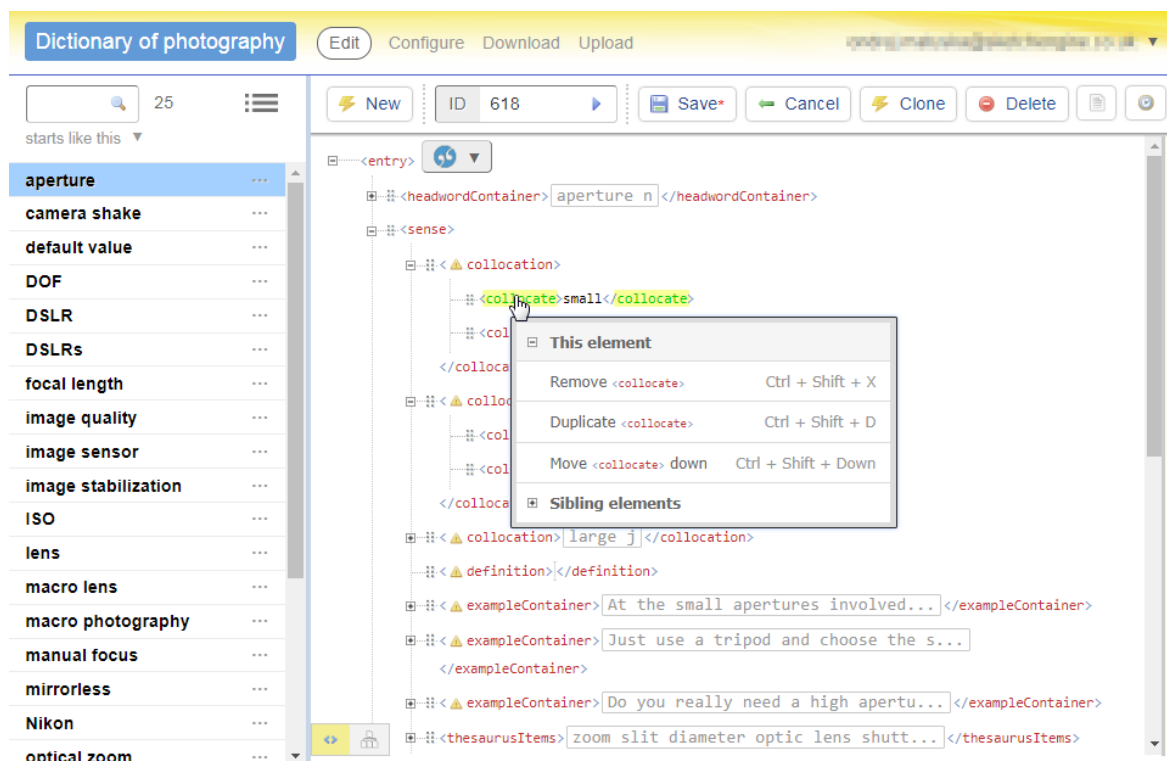 Dictionary of photography Edit Configure Download Upload
25
starts like this
New ID 618 Save* Cancel Clone Delete
aperture ...
camera shake ...
default value ...
DOF ...
DSLR ...
DSLRs ...
focal length ...
image quality ...
image sensor ...
image stabilization ...
ISO ...
lens ...
macro lens ...
macro photography ...
manual focus ...
mirrorless ...
Nikon ...
optical zoom ...
<entry>
<headwordContainer> aperture n </headwordContainer>
<sense>
< collocation>
<collocate>small</collocate>
<col
</colloca
< colloc
<col
<col
</colloca
This element
Remove <collocate> Ctrl + Shift + X
Duplicate <collocate> Ctrl + Shift + D
Move <collocate> down Ctrl + Shift + Down
Sibling elements
< collocation> large j </collocation>
< definition></definition>
< exampleContainer> At the small apertures involved... </exampleContainer>
< exampleContainer> Just use a tripod and choose the s...
</exampleContainer>
< exampleContainer> Do you really need a high apertu... </exampleContainer>
<thesaurusItems> zoom slit diameter optic lens shutt... </thesaurusItems>